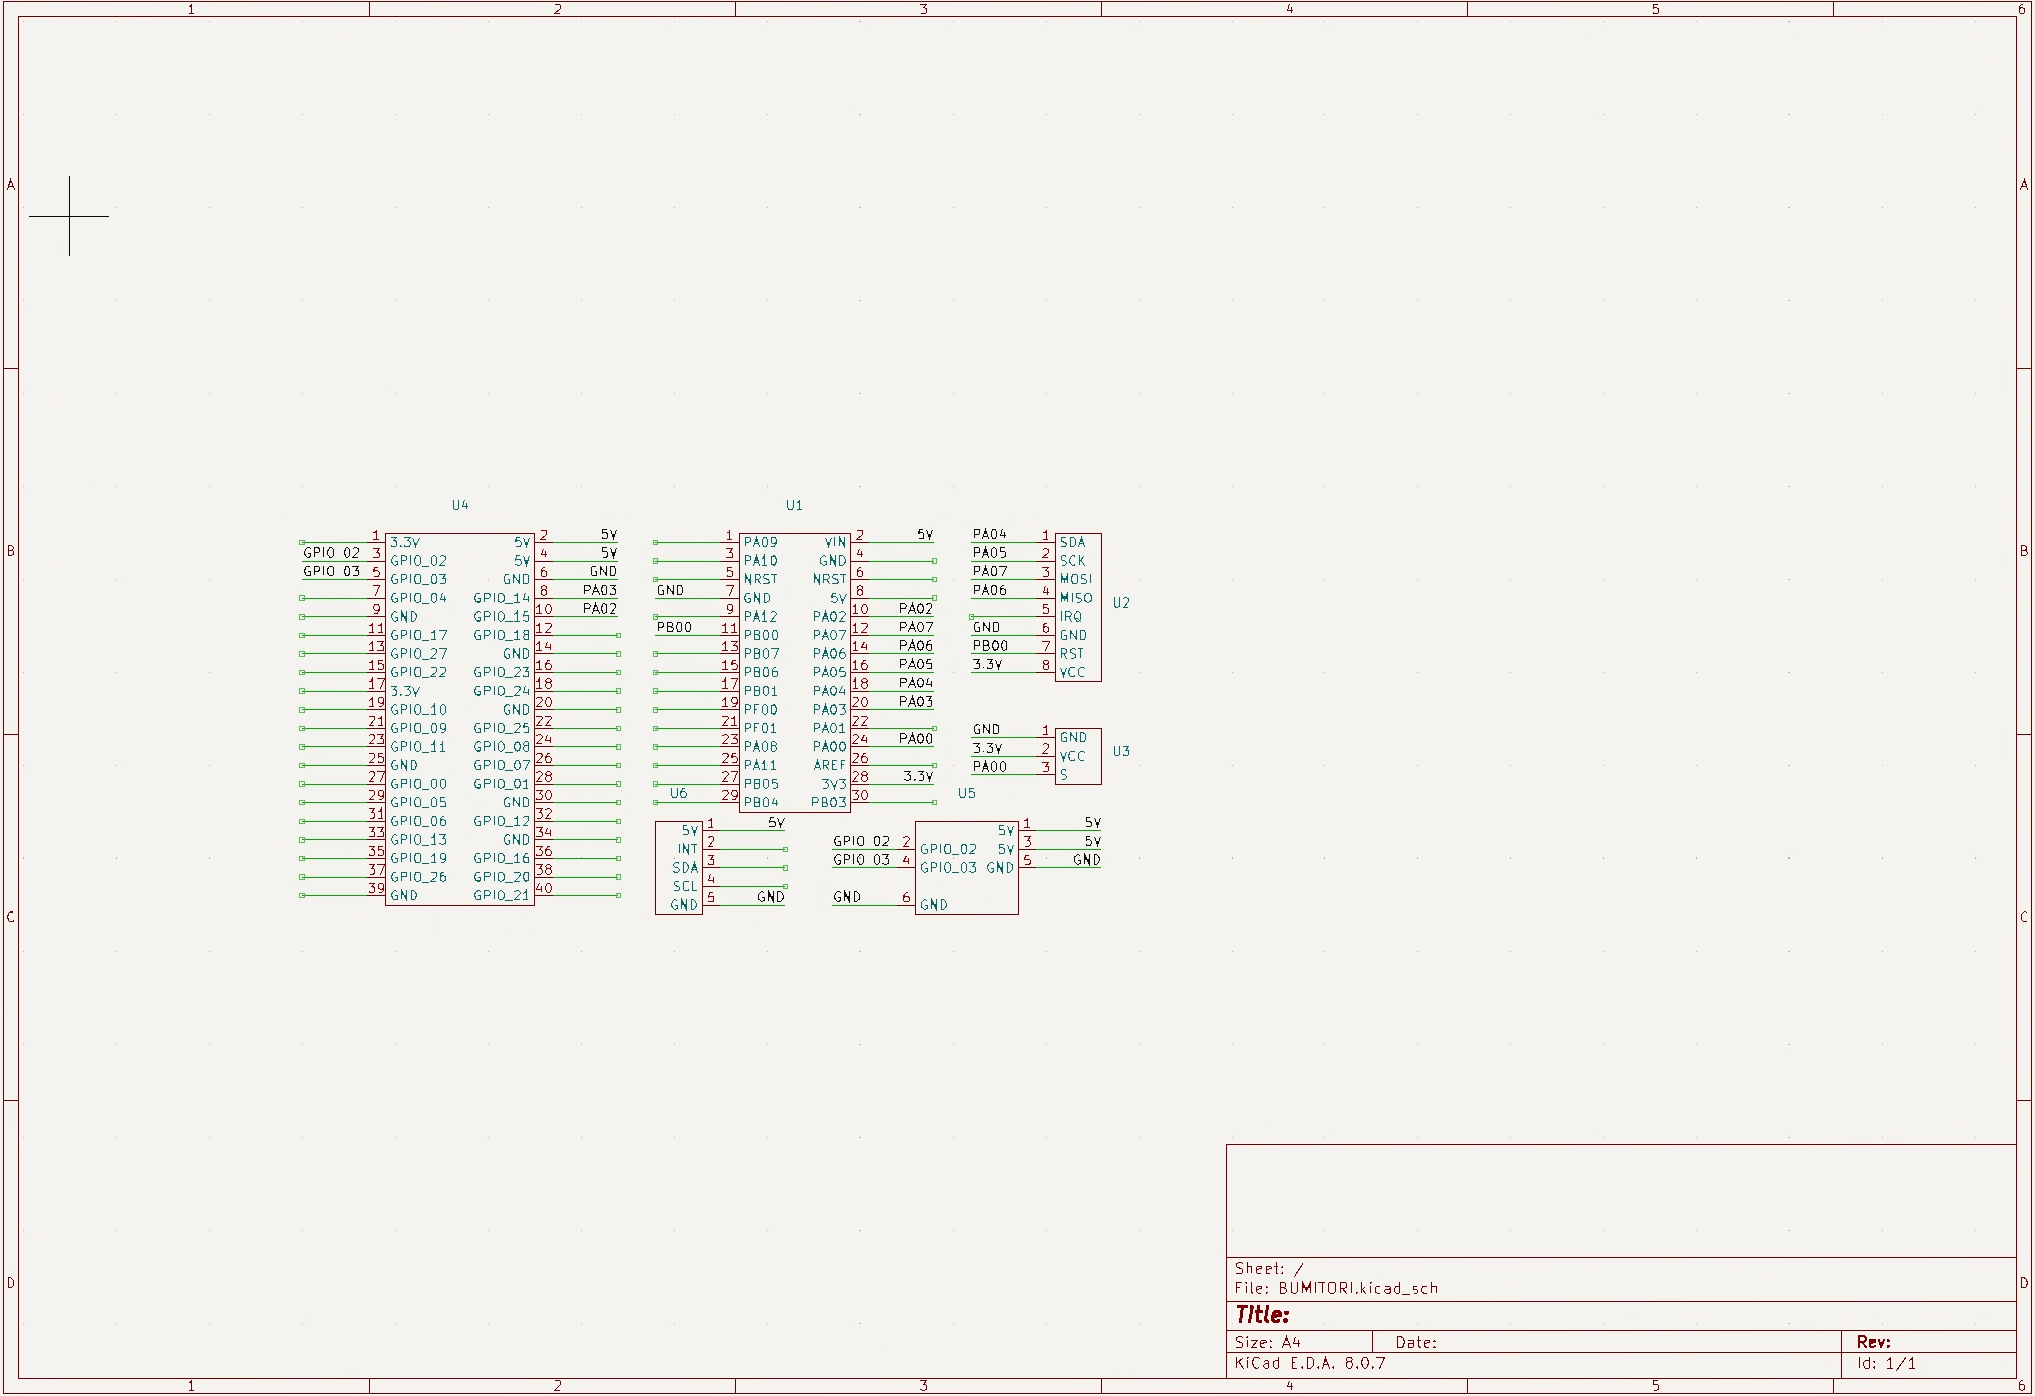 1 2 3 4 5 6
A A
B B
C C
D D
U4
1 3.3V 5V 2 5V
GPIO_02 3 GPIO_02 5V 4 5V
GPIO_03 5 GPIO_03 GND 6 GND
7 GPIO_04 GPIO_14 8 PA03
9 GND GPIO_15 10 PA02
11 GPIO_17 GPIO_18 12
13 GPIO_27 GND 14
15 GPIO_22 GPIO_23 16
17 3.3V GPIO_24 18
19 GPIO_10 GND 20
21 GPIO_09 GPIO_25 22
23 GPIO_11 GPIO_08 24
25 GND GPIO_07 26
27 GPIO_00 GPIO_01 28
29 GPIO_05 GND 30
31 GPIO_06 GPIO_12 32
33 GPIO_13 GND 34
35 GPIO_19 GPIO_16 36
37 GPIO_26 GPIO_20 38
39 GND GPIO_21 40
U1
1 PA09 VIN 2 5V
3 PA10 GND 4
5 NRST NRST 6
GND 7 GND 5V 8
9 PA12 PA02 10 PA02
PB00 11 PB00 PA07 12 PA07
13 PB07 PA06 14 PA06
15 PB06 PA05 16 PA05
17 PB01 PA04 18 PA04
19 PF00 PA03 20 PA03
21 PF01 PA01 22
23 PA08 PA00 24 PA00
25 PA11 AREF 26
27 PB05 3V3 28 3.3V
29 PB04 PB03 30
PA04 1 SDA
PA05 2 SCK
PA07 3 MOSI
PA06 4 MISO
5 IRQ
GND 6 GND
PB00 7 RST
3.3V 8 VCC
U2
GND 1 GND
3.3V 2 VCC
PA00 3 S
U3
U6
5V 1 5V
INT 2
SDA 3
SCL 4
GND 5 GND
U5
5V 1 5V
GPIO_02 2 GPIO_02 5V 3 5V
GPIO_03 4 GPIO_03 GND 5 GND
GND 6 GND
Sheet: /
File: BUMITORI.kicad_sch
Title:
Size: A4 Date: Rev:
KiCad E.D.A. 8.0.7 Id: 1/1
1 2 3 4 5 6